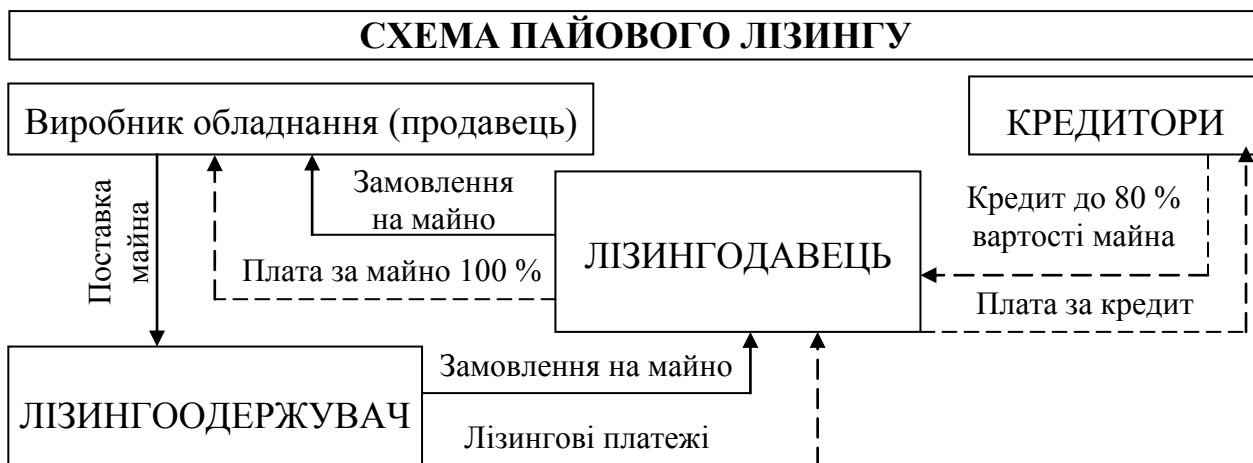 СХЕМА ПАЙОВОГО ЛІЗИНГУ
Виробник обладнання (продавець)
КРЕДИТОРИ
Поставка
майна
Замовлення
на майно
Плата за майно 100 %
ЛІЗИНГОДАВЕЦЬ
Кредит до 80 %
вартості майна
Плата за кредит
ЛІЗИНГООДЕРЖУВАЧ
Замовлення на майно
Лізингові платежі